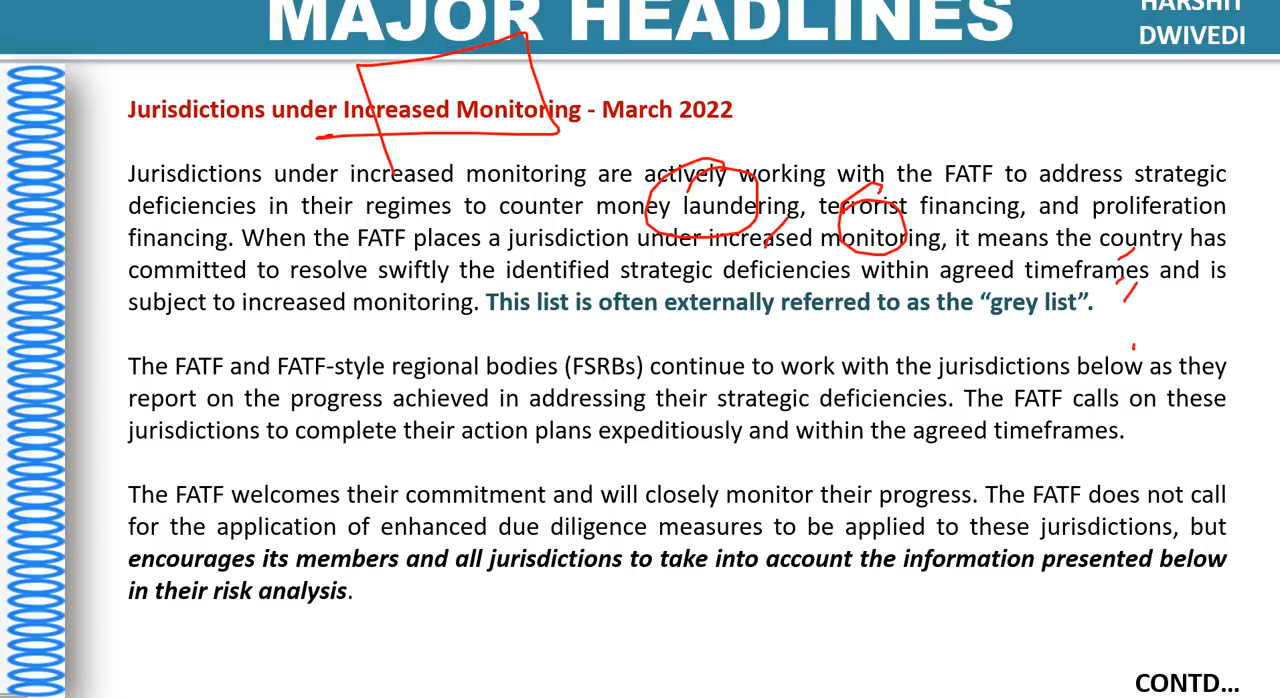 MAJOR HEADLINES
HARSHIT
DWIVEDI
Jurisdictions under Increased Monitoring - March 2022
Jurisdictions under increased monitoring are actively working with the FATF to address strategic
deficiencies in their regimes to counter money laundering, terrorist financing, and proliferation
financing. When the FATF places a jurisdiction under increased monitoring, it means the country has
committed to resolve swiftly the identified strategic deficiencies within agreed timeframes and is
subject to increased monitoring. This list is often externally referred to as the “grey list”.
The FATF and FATF-style regional bodies (FSRBs) continue to work with the jurisdictions below as they
report on the progress achieved in addressing their strategic deficiencies. The FATF calls on these
jurisdictions to complete their action plans expeditiously and within the agreed timeframes.
The FATF welcomes their commitment and will closely monitor their progress. The FATF does not call
for the application of enhanced due diligence measures to be applied to these jurisdictions, but
encourages its members and all jurisdictions to take into account the information presented below
in their risk analysis.
CONTD...